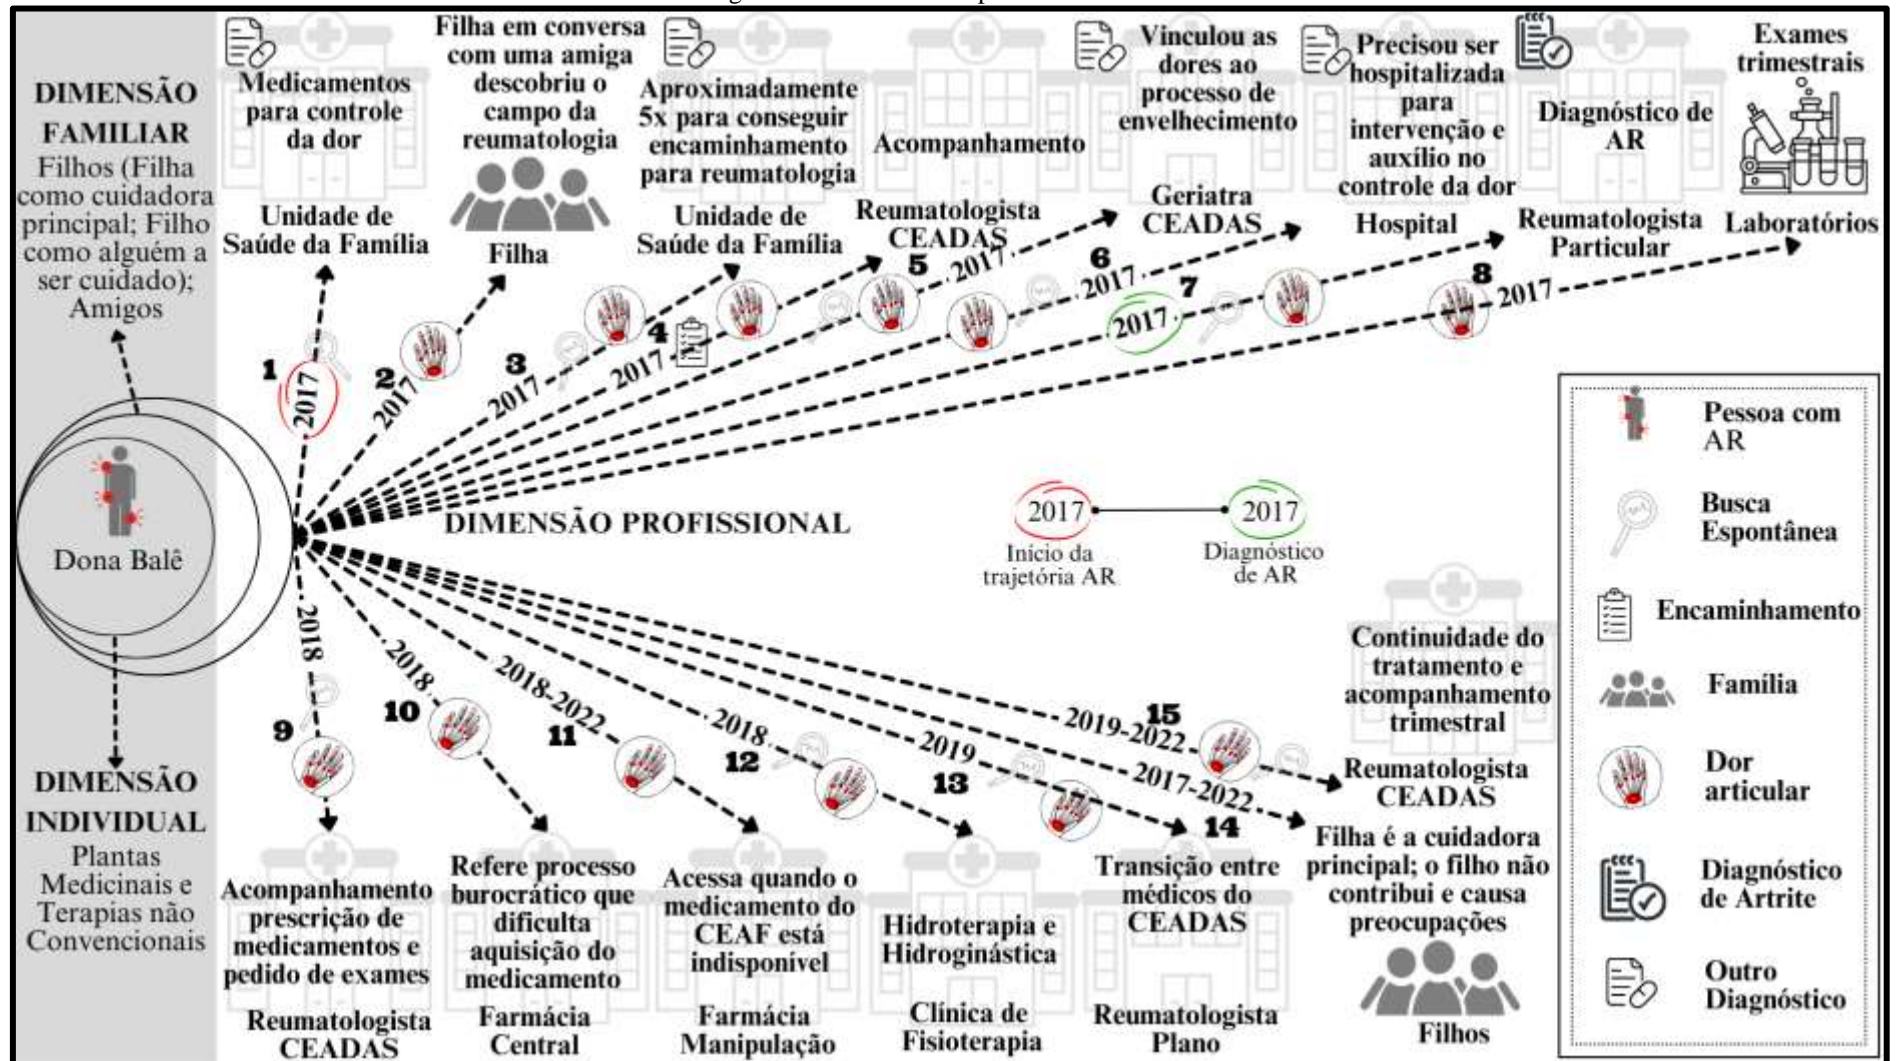 DIMENSÃO
FAMILIAR
Filhos (Filha
como cuidadora
principal; Filho
como alguém a
ser cuidado);
Amigos
Dona Balê
DIMENSÃO
INDIVIDUAL
Plantas
Medicinais e
Terapias não
Convencionais
Medicamentos
para controle
da dor
Unidade de
Saúde da Família
1
2017
Filha em conversa
com uma amiga
descobriu o
campo da
reumatologia
Filha
2
2017
Aproximadamente
5x para conseguir
encaminhamento
para reumatologia
Unidade de
Saúde da Família
3
2017
Acompanhamento
Reumatologista
CEADAS
4
2017
Vinculou as
dores ao
processo de
envelhecimento
Geriatra
CEADAS
5
2017
Precisou ser
hospitalizada
para
intervenção e
auxílio no
controle da dor
Hospital
6
2017
Diagnóstico de
AR
Reumatologista
Particular
7
2017
Exames
trimestrais
Laboratórios
8
2017
DIMENSÃO PROFISSIONAL
2017
Início da
trajetória AR
2017
Diagnóstico
de AR
9
2018
Acompanhamento
prescrição de
medicamentos e
pedido de exames
Reumatologista
CEADAS
10
2018
Refere processo
burocrático que
dificulta
aquisição do
medicamento
Farmácia
Central
11
2018-2022
Acessa quando o
medicamento do
CEAF está
indisponível
Farmácia
Manipulação
12
2018
Hidroterapia e
Hidroginástica
Clínica de
Fisioterapia
13
2019
Transição entre
médicos do
CEADAS
Reumatologista
Plano
14
2017-2022
Filha é a cuidadora
principal; o filho não
contribui e causa
preocupações
Filhos
15
2019-2022
Continuidade do
tratamento e
acompanhamento
trimestral
Reumatologista
CEADAS
Pessoa com
AR
Busca
Espontânea
Encaminhamento
Família
Dor
articular
Diagnóstico
de Artrite
Outro
Diagnóstico